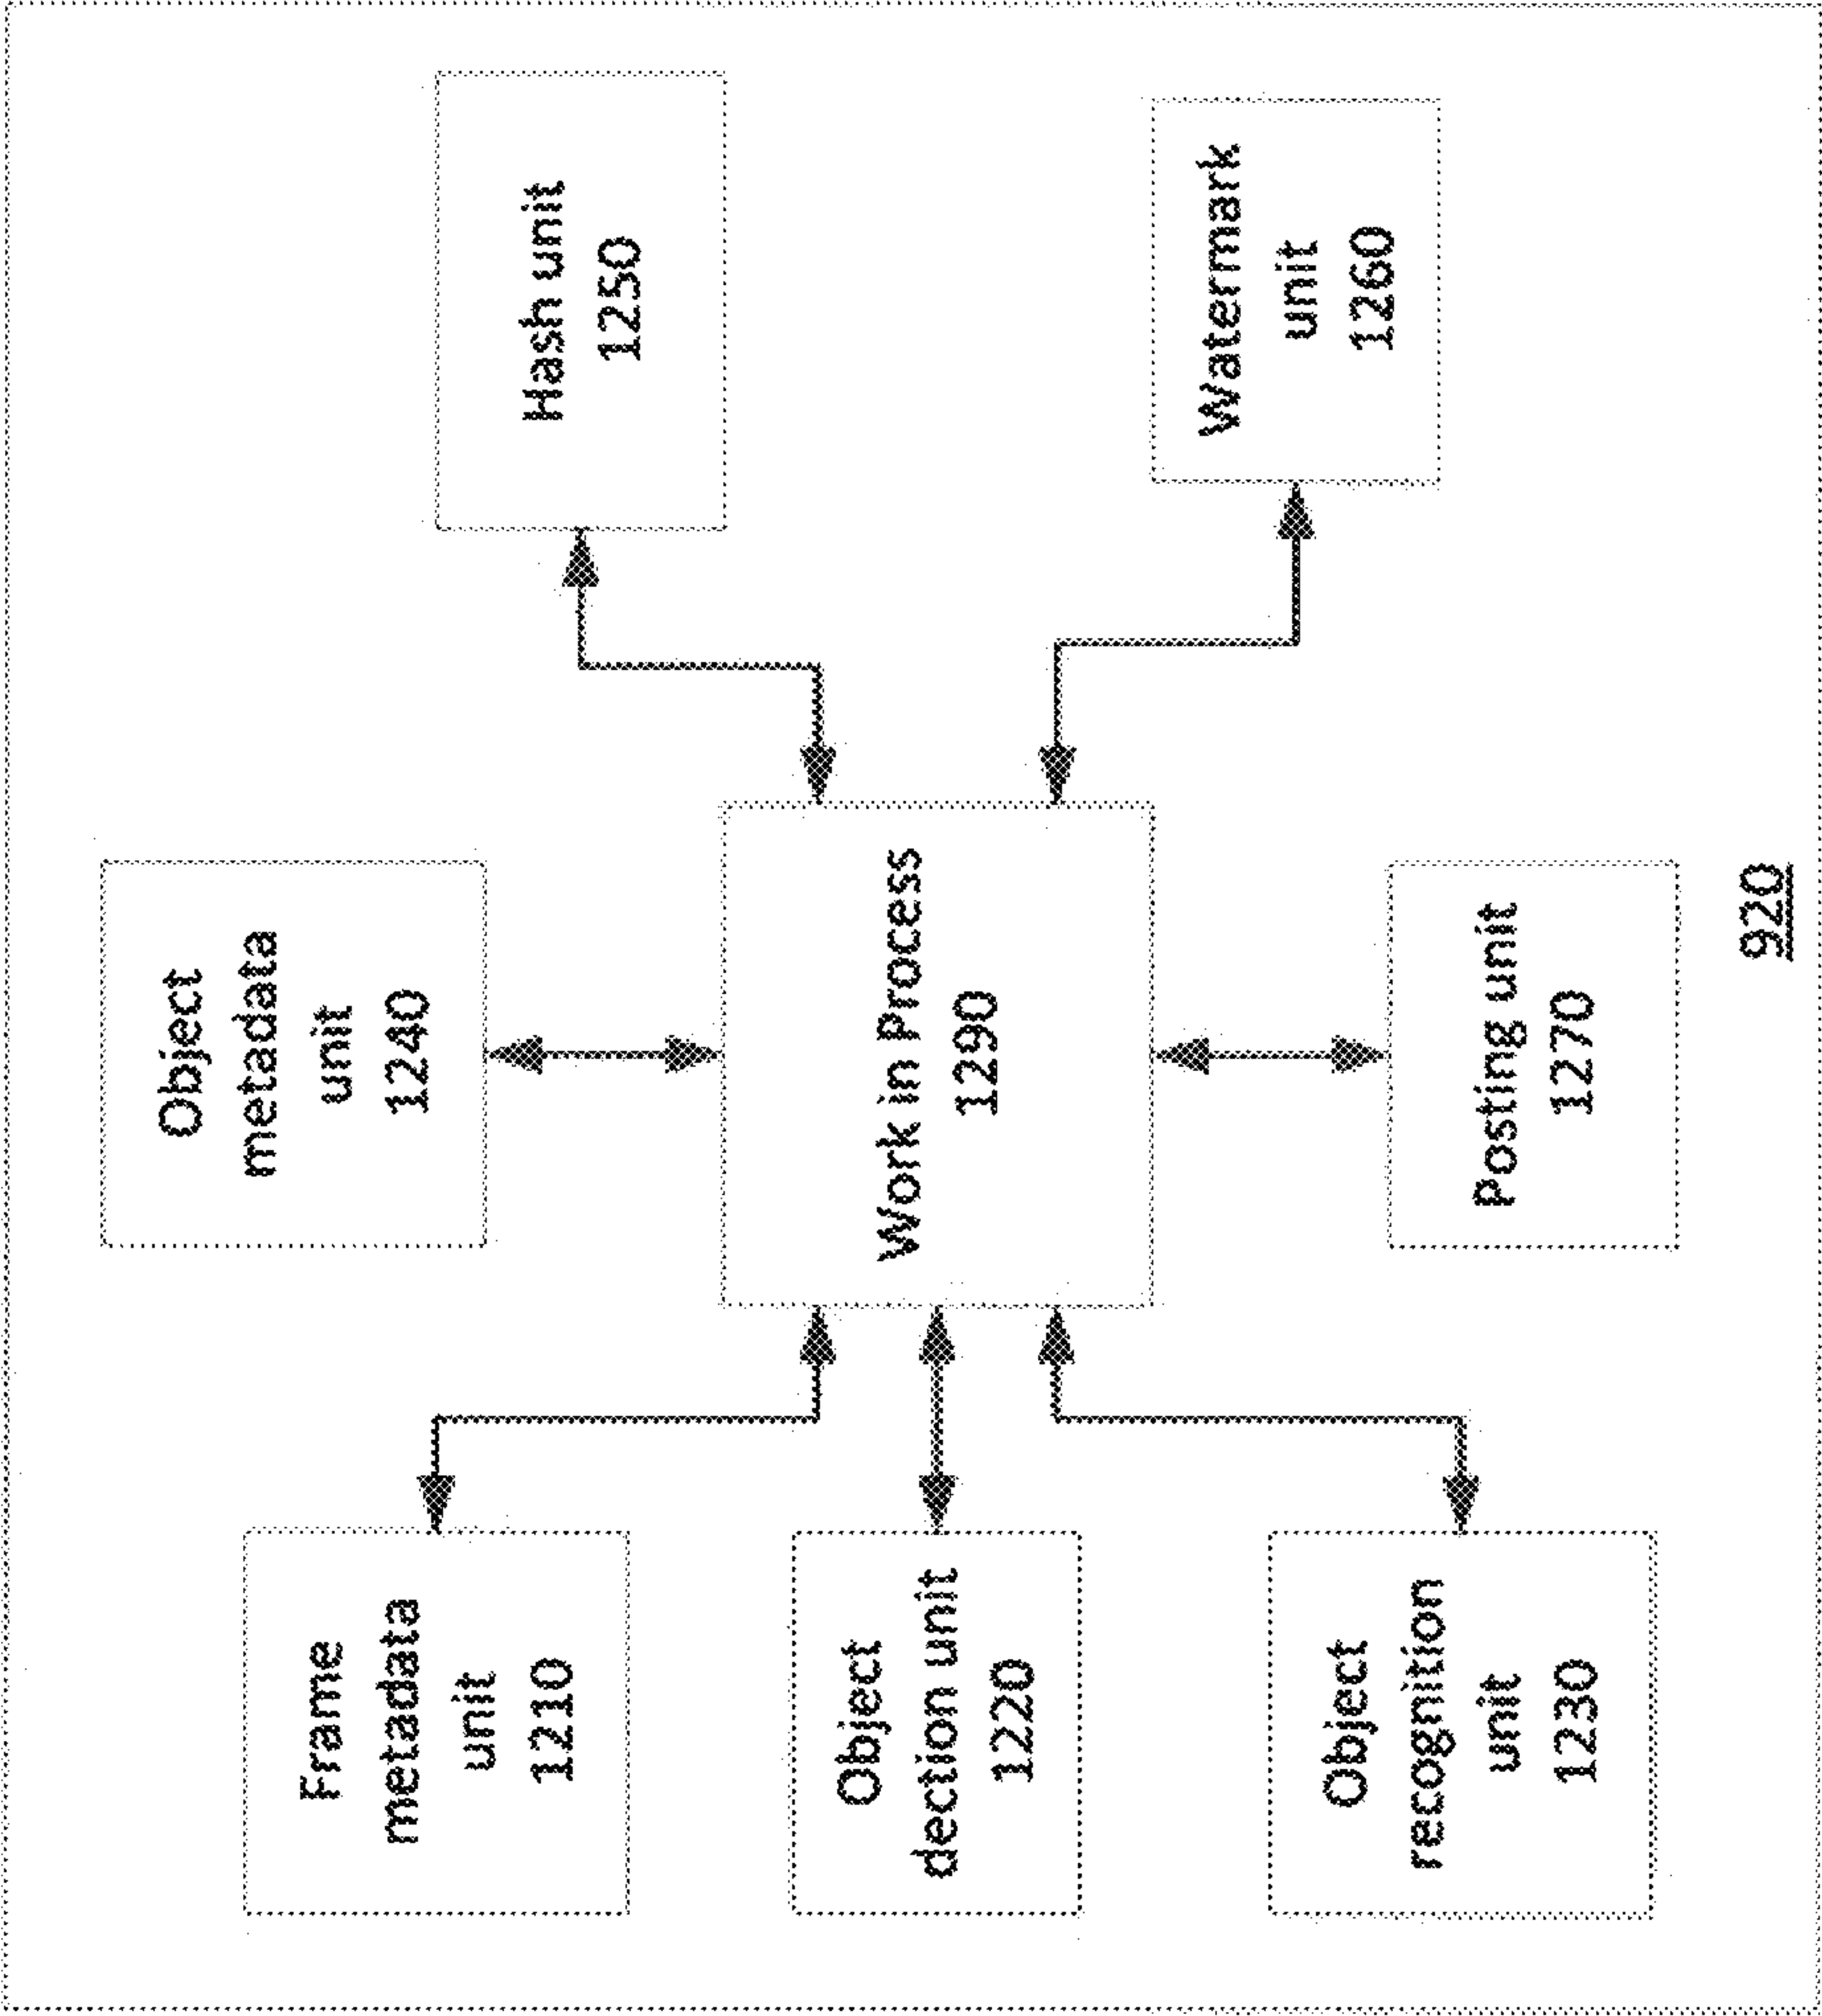 Frame
metadata
unit
1210
Object
dection unit
1220
Object
recognition
unit
1230
Object
metadata
unit
1240
Work in Process
1290
Posting unit
1270
Hash unit
1250
Watermark
unit
1260
920